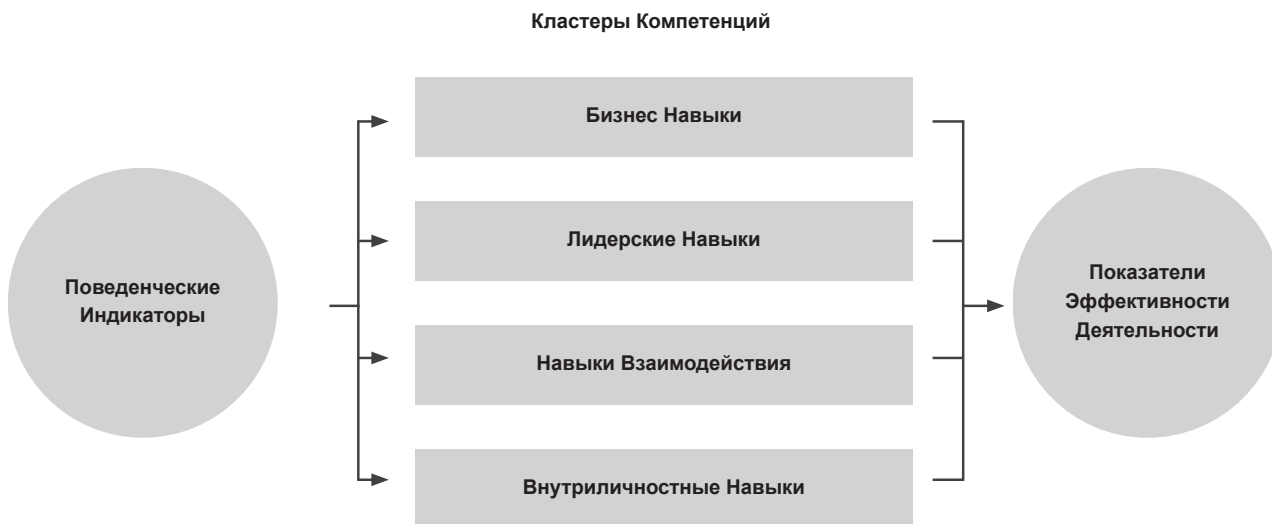 Кластеры Компетенций
Бизнес Навыки
Лидерские Навыки
Поведенческие
Индикаторы
Показатели
Эффективности
Деятельности
Навыки Взаимодействия
Внутриличностные Навыки